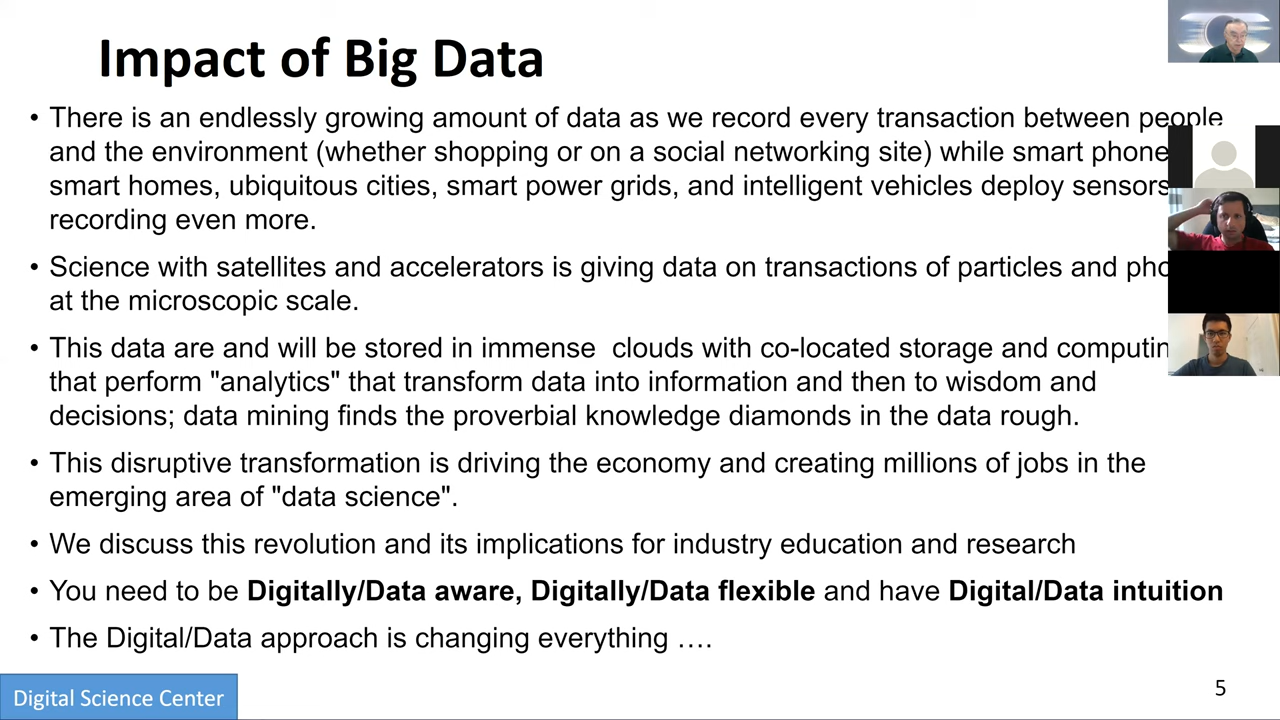 Impact of Big Data
• There is an endlessly growing amount of data as we record every transaction between people
and the environment (whether shopping or on a social networking site) while smart phone
smart homes, ubiquitous cities, smart power grids, and intelligent vehicles deploy sensors
recording even more.
• Science with satellites and accelerators is giving data on transactions of particles and
at the microscopic scale.
• This data are and will be stored in immense  clouds with co-located storage and
that perform "analytics" that transform data into information and then to wisdom and
decisions; data mining finds the proverbial knowledge diamonds in the data rough.
• This disruptive transformation is driving the economy and creating millions of jobs in the
emerging area of "data science".
• We discuss this revolution and its implications for industry education and research
• You need to be Digitally/Data aware, Digitally/Data flexible and have Digital/Data intuition
• The Digital/Data approach is changing everything ….
Digital Science Center
5